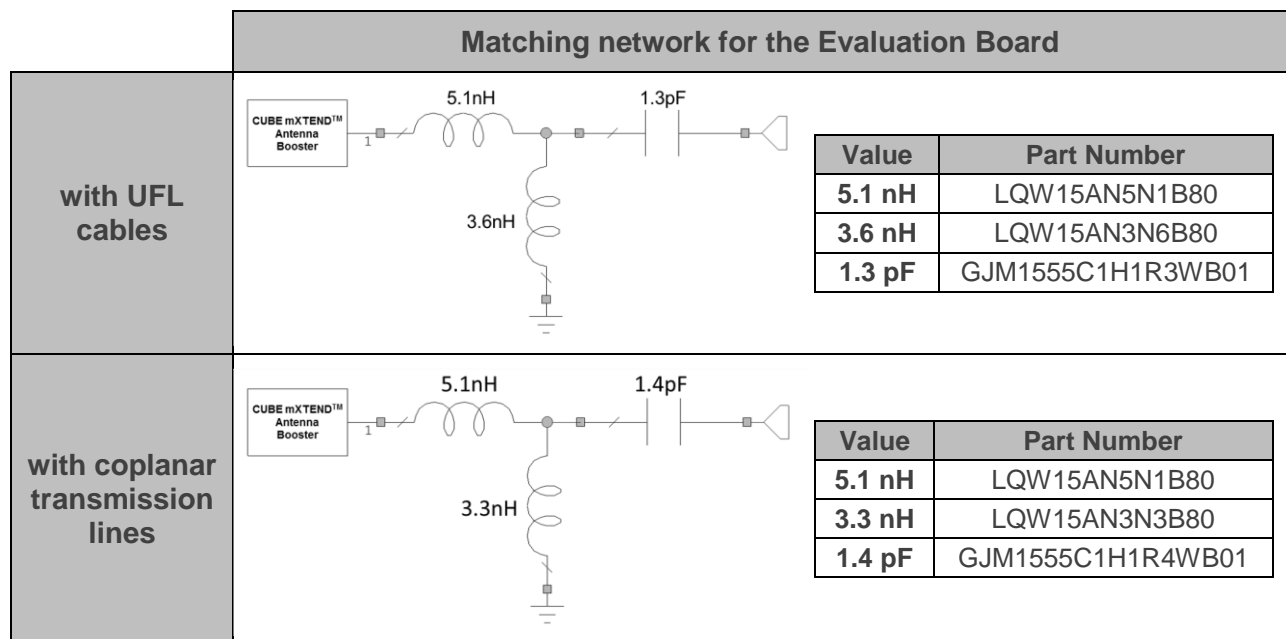 Matching network for the Evaluation Board
with UFL
cables
5.1nH
1.3pF
CUBE mXTEND™
Antenna
Booster
1
3.6nH
Value Part Number
5.1 nH LQW15AN5N1B80
3.6 nH LQW15AN3N6B80
1.3 pF GJM1555C1H1R3WB01
with coplanar
transmission
lines
5.1nH
1.4pF
CUBE mXTEND™
Antenna
Booster
1
3.3nH
Value Part Number
5.1 nH LQW15AN5N1B80
3.3 nH LQW15AN3N3B80
1.4 pF GJM1555C1H1R4WB01